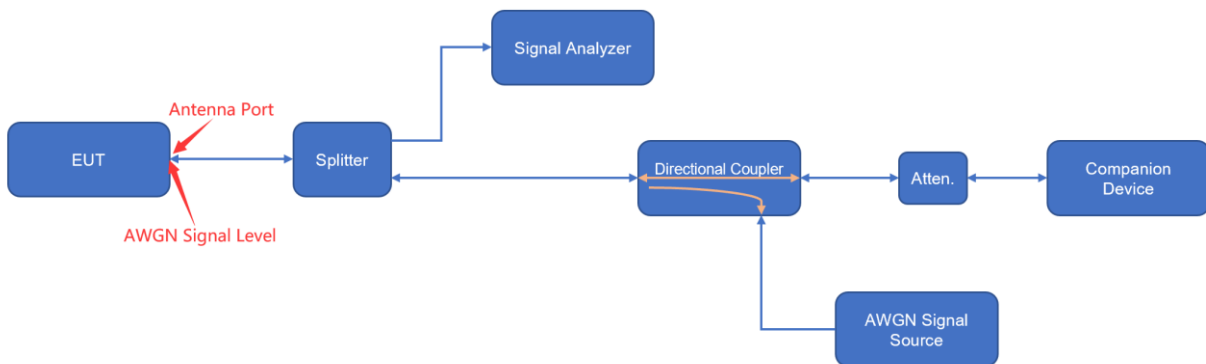 Signal Analyzer
Antenna Port
EUT
Splitter
Directional Coupler
Atten.
Companion
Device
AWGN Signal Level
AWGN Signal
Source